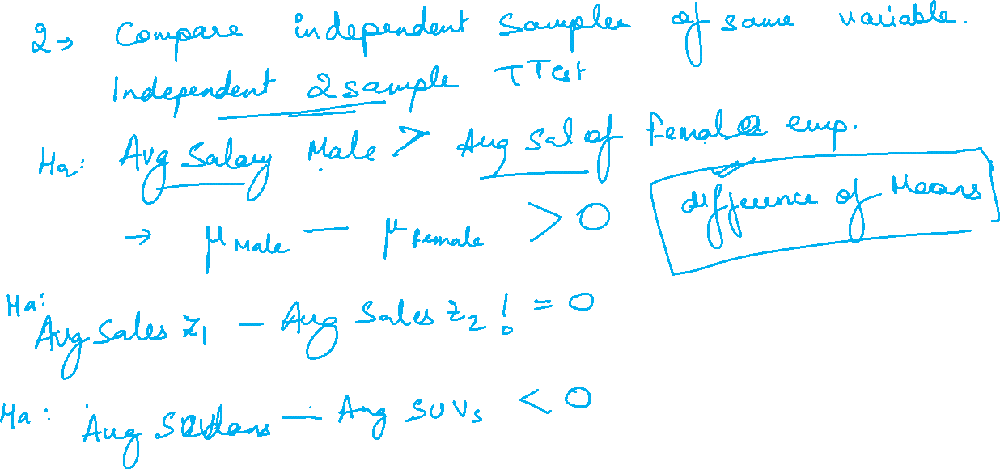 2→ Compare independent Samples of same variable.
Independent 2 sample T Test
Ha: Avg Salary Male > Avg Sal of Female emp.
→ μ Male — μ Female > 0
difference of Means
Ha: Avg Sales Z1 – Avg Sales Z2 != 0
Ha: Avg Sedans — Avg SUVs < 0